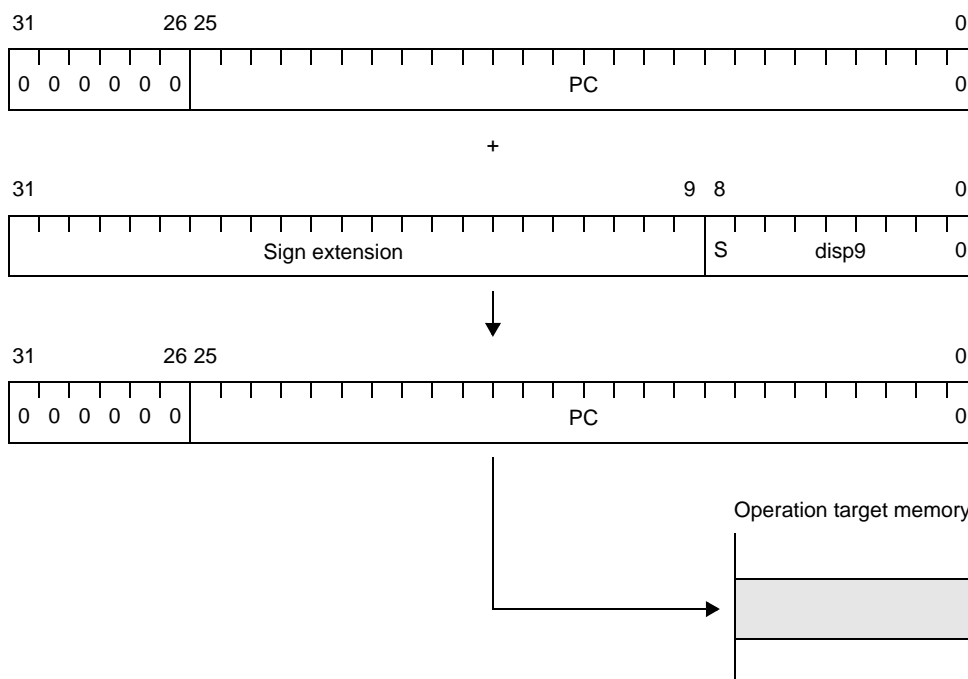 31 26 25 0
0 0 0 0 0 0 PC 0
+
31 9 8 0
Sign extension S disp9 0
31 26 25 0
0 0 0 0 0 0 PC 0
Operation target memory